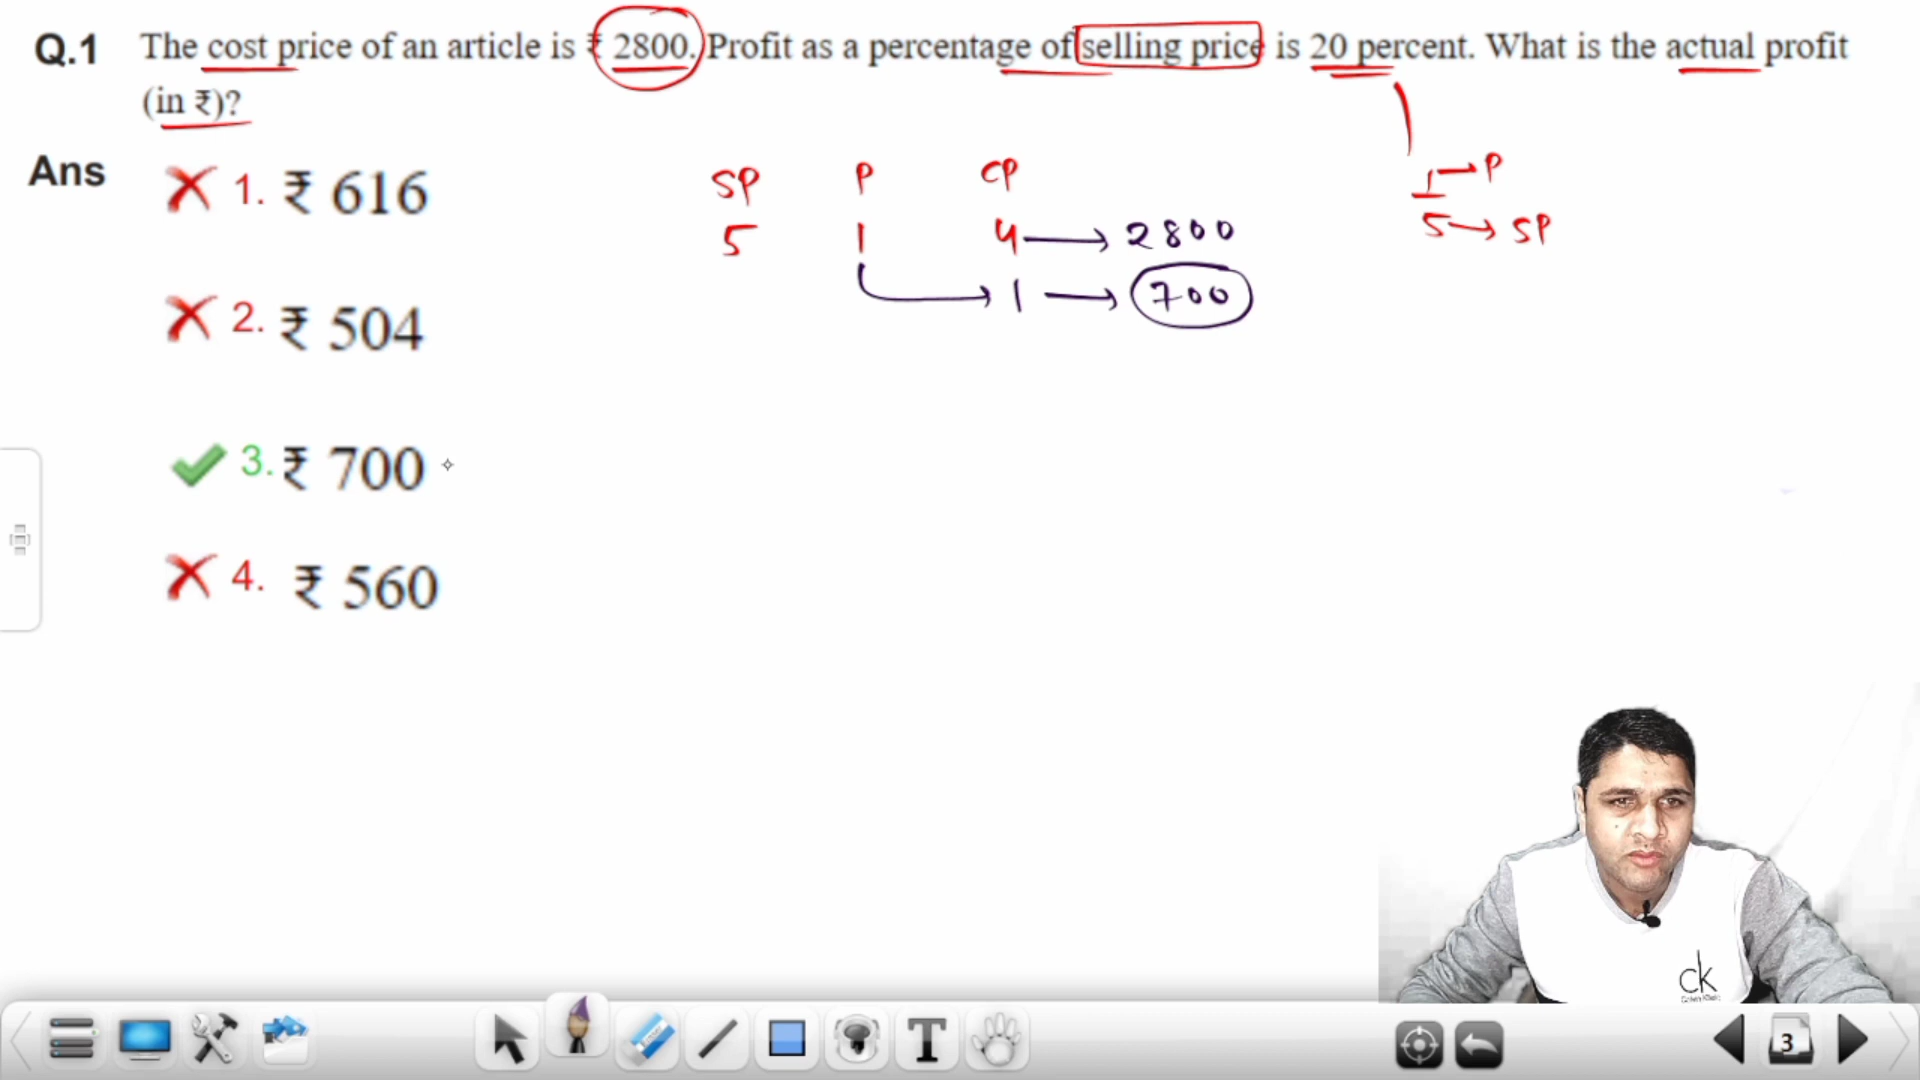 Q.1 The cost price of an article is ₹ 2800. Profit as a percentage of selling price is 20 percent. What is the actual profit
(in ₹)?
Ans
1. ₹ 616
2. ₹ 504
3. ₹ 700
4. ₹ 560
SP P CP
5 1 4 → 2800
1 → 700
1 → P
5 → SP
ck
T
3